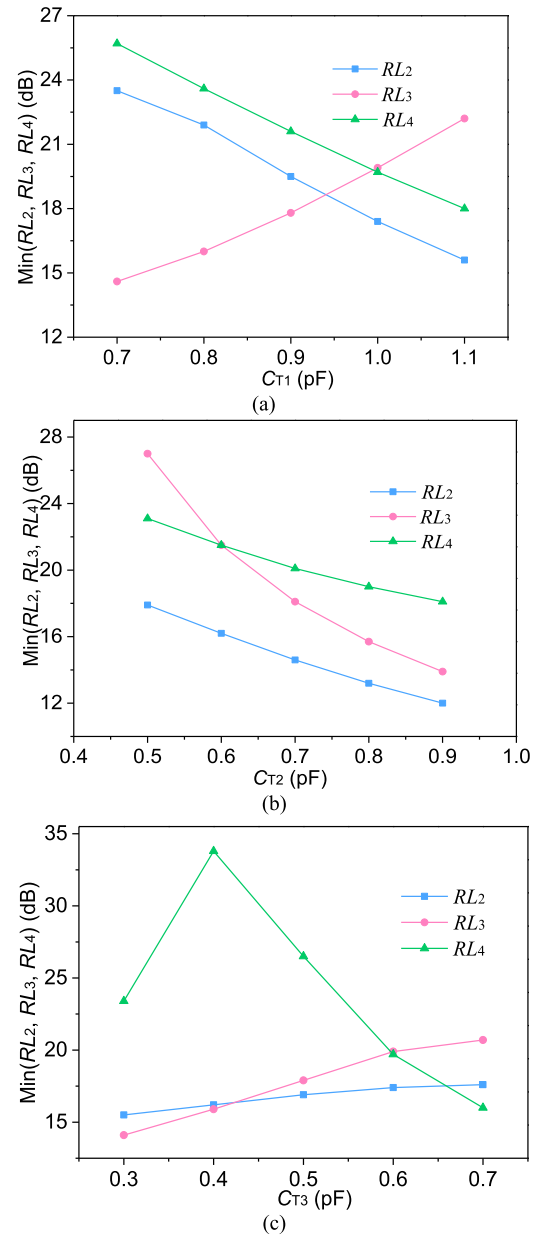 27
24
21
18
15
12
Min(RL2, RL3, RL4) (dB)
RL2
RL3
RL4
0.7 0.8 0.9 1.0 1.1
CT1 (pF)
(a)
28
24
20
16
12
Min(RL2, RL3, RL4) (dB)
RL2
RL3
RL4
0.4 0.5 0.6 0.7 0.8 0.9 1.0
CT2 (pF)
(b)
35
30
25
20
15
Min(RL2, RL3, RL4) (dB)
RL2
RL3
RL4
0.3 0.4 0.5 0.6 0.7
CT3 (pF)
(c)